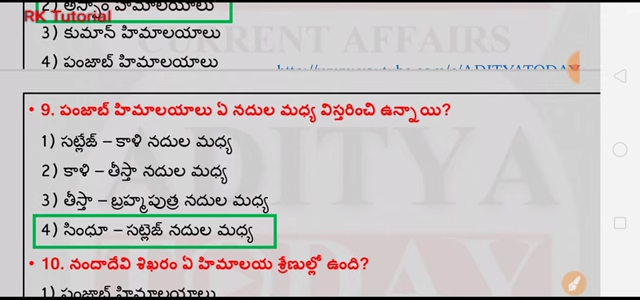 2) అస్సాం హిమాలయాలు
RK Tutorial
3) కుమాన్ హిమాలయాలు
CURRENT AFFAIRS
4) పంజాబ్ హిమాలయాలు
• 9. పంజాబ్ హిమాలయాలు ఏ నదుల మధ్య విస్తరించి ఉన్నాయి?
1) సట్లేజ్ – కాళి నదుల మధ్య
2) కాళి – తీస్తా నదుల మధ్య
3) తీస్తా – బ్రహ్మపుత్ర నదుల మధ్య
4) సింధూ – సట్లెజ్ నదుల మధ్య
ADITYA
TODAY
• 10. నందాదేవి శిఖరం ఏ హిమాలయ శ్రేణుల్లో ఉంది?
1) పంజాబ్ హిమాలయాలు